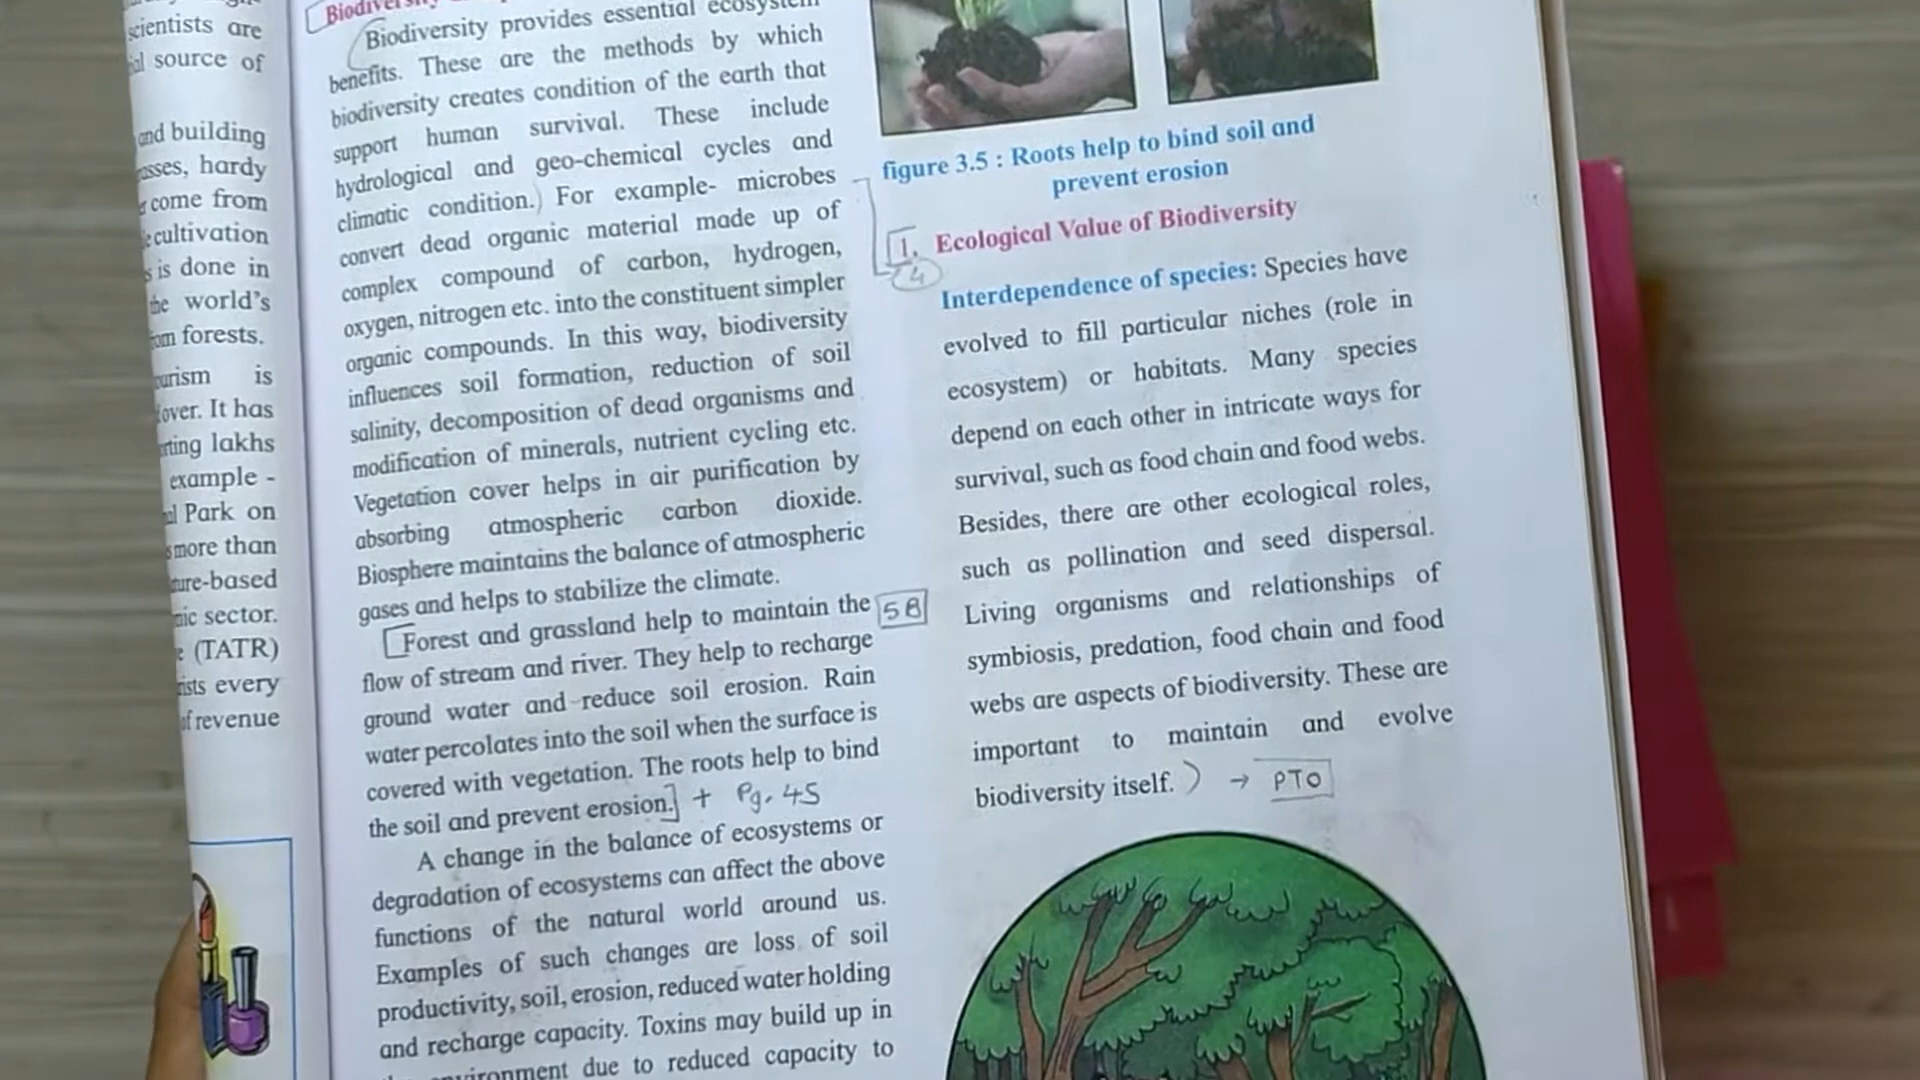 scientists are
source of
and building
hardy
come from
cultivation
is done in
the world's
forests.
is
over. It has
lakhs
example -
Park on
more than
sector.
(TATR)
every
of revenue
Biodiversity provides essential ecosystem
benefits. These are the methods by which
biodiversity creates condition of the earth that
support human survival. These include
hydrological and geo-chemical cycles and
climatic condition.) For example- microbes
convert dead organic material made up of
complex compound of carbon, hydrogen,
oxygen, nitrogen etc. into the constituent simpler
organic compounds. In this way, biodiversity
influences soil formation, reduction of soil
salinity, decomposition of dead organisms and
modification of minerals, nutrient cycling etc.
Vegetation cover helps in air purification by
absorbing atmospheric carbon dioxide.
Biosphere maintains the balance of atmospheric
gases and helps to stabilize the climate.
[Forest and grassland help to maintain the 5B
flow of stream and river. They help to recharge
ground water and reduce soil erosion. Rain
water percolates into the soil when the surface is
covered with vegetation. The roots help to bind
the soil and prevent erosion.] + Pg. 45
A change in the balance of ecosystems or
degradation of ecosystems can affect the above
functions of the natural world around us.
Examples of such changes are loss of soil
productivity, soil, erosion, reduced water holding
and recharge capacity. Toxins may build up in
environment due to reduced capacity to
figure 3.5 : Roots help to bind soil and
prevent erosion
1. Ecological Value of Biodiversity
4
Interdependence of species: Species have
evolved to fill particular niches (role in
ecosystem) or habitats. Many species
depend on each other in intricate ways for
survival, such as food chain and food webs.
Besides, there are other ecological roles,
such as pollination and seed dispersal.
Living organisms and relationships of
symbiosis, predation, food chain and food
webs are aspects of biodiversity. These are
important to maintain and evolve
biodiversity itself. ) → PTO